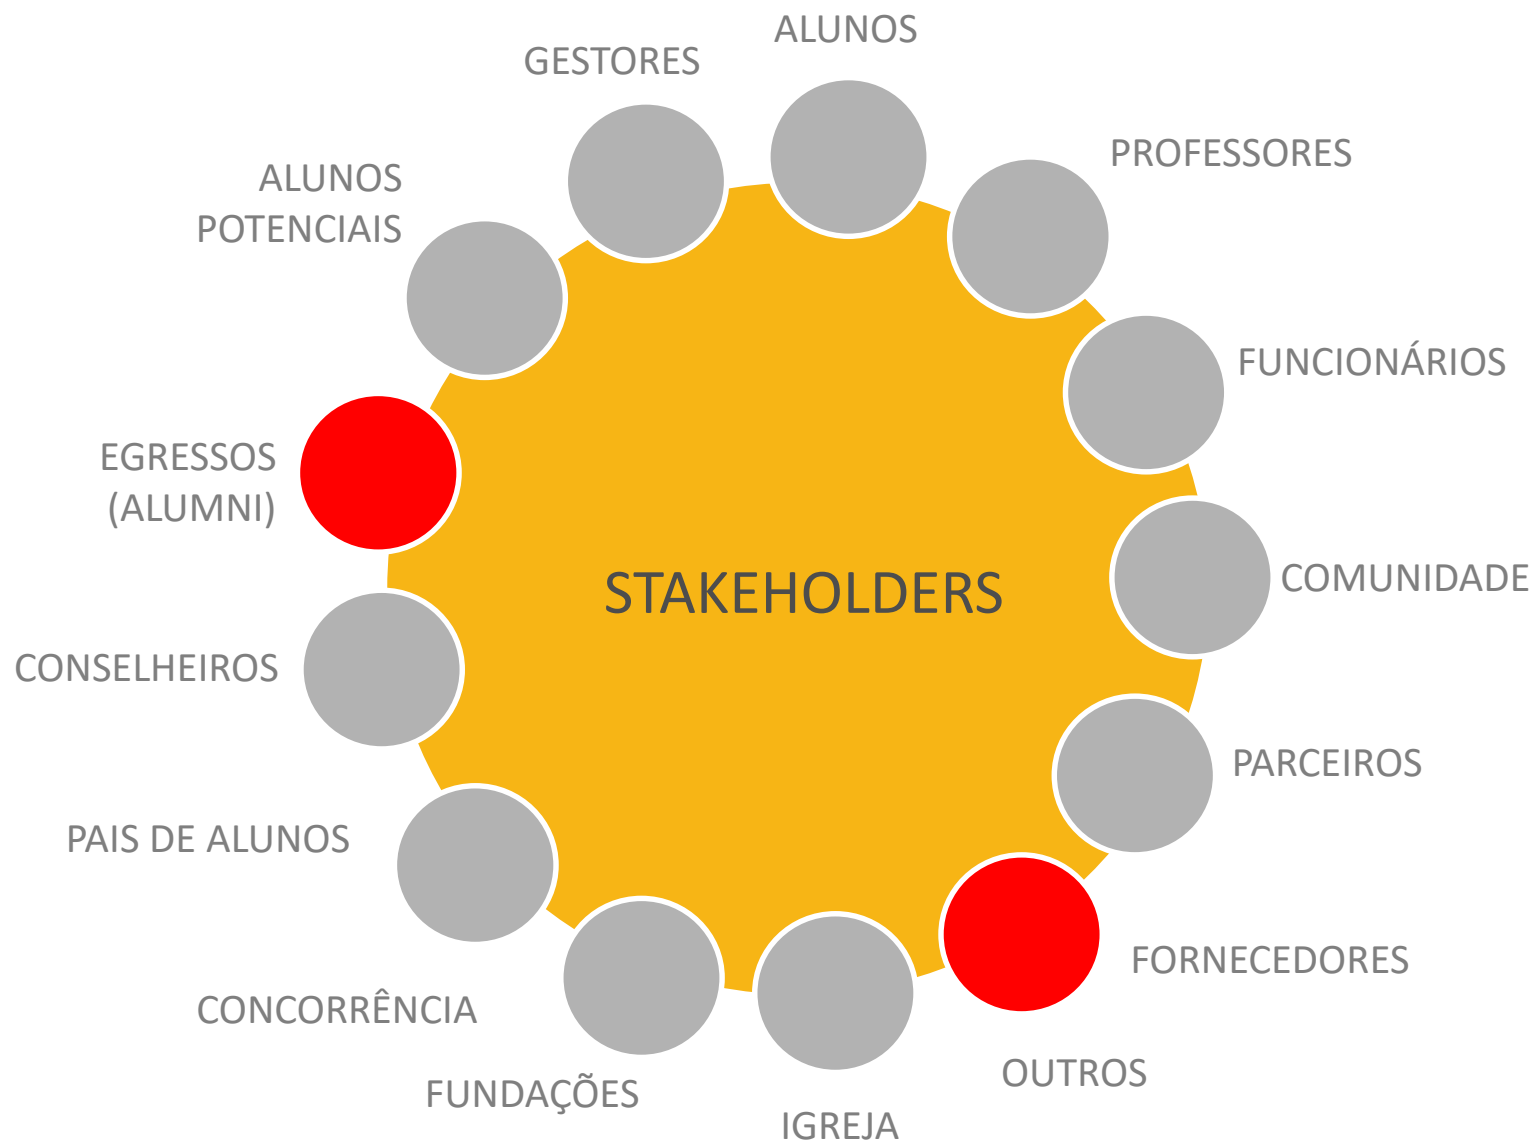 ALUNOS
GESTORES
PROFESSORES
ALUNOS
POTENCIAIS
FUNCIONÁRIOS
EGRESSOS
(ALUMNI)
STAKEHOLDERS
COMUNIDADE
CONSELHEIROS
PARCEIROS
PAIS DE ALUNOS
FORNECEDORES
CONCORRÊNCIA
OUTROS
FUNDAÇÕES
IGREJA